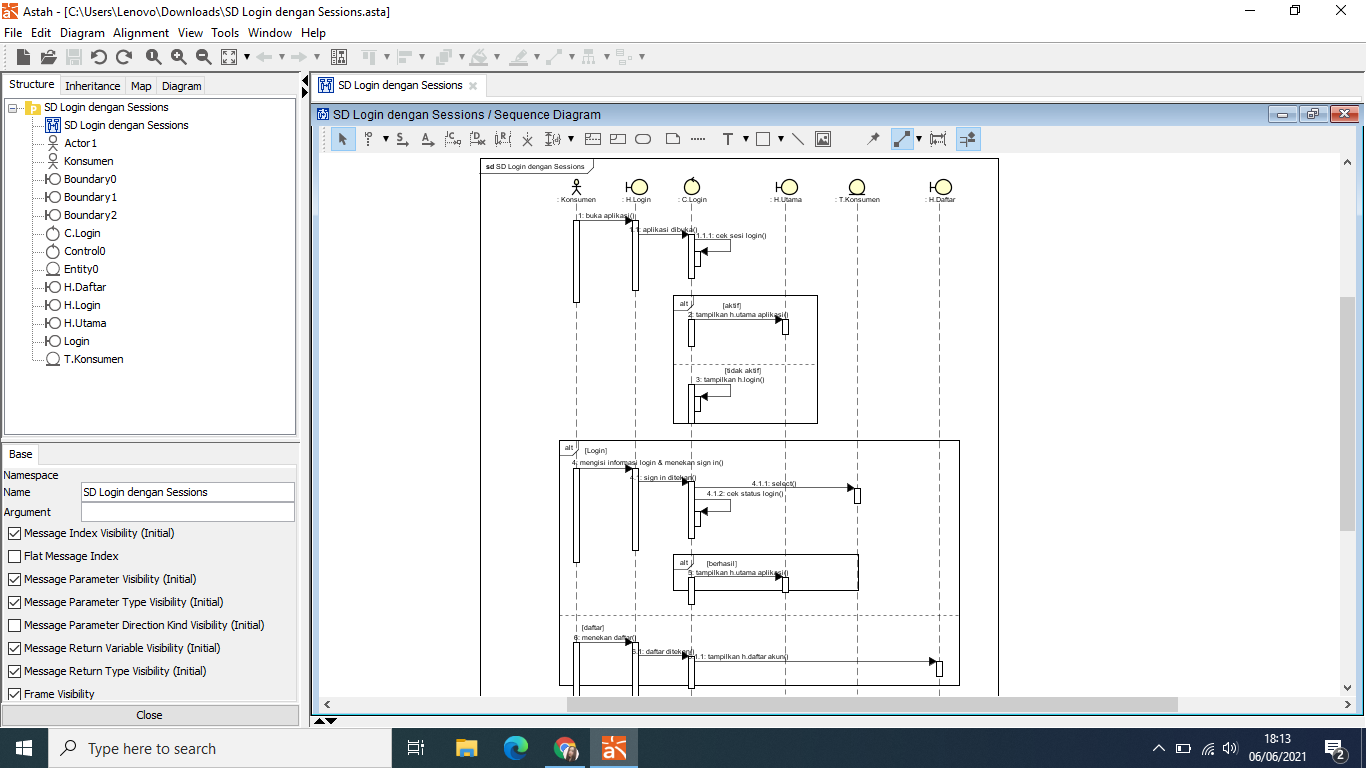 Astah - [C:\Users\Lenovo\Downloads\SD Login dengan Sessions.asta]
File Edit Diagram Alignment View Tools Window Help
Structure Inheritance Map Diagram
SD Login dengan Sessions
SD Login dengan Sessions
Actor1
Konsumen
Boundary0
Boundary1
Boundary2
C.Login
Control0
Entity0
H.Daftar
H.Login
H.Utama
Login
T.Konsumen
Base
Namespace
Name SD Login dengan Sessions
Argument
Message Index Visibility (Initial)
Flat Message Index
Message Parameter Visibility (Initial)
Message Parameter Type Visibility (Initial)
Message Parameter Direction Kind Visibility (Initial)
Message Return Variable Visibility (Initial)
Message Return Type Visibility (Initial)
Frame Visibility
Close
SD Login dengan Sessions
SD Login dengan Sessions / Sequence Diagram
sd SD Login dengan Sessions
: Konsumen : H.Login : C.Login : H.Utama : T.Konsumen : H.Daftar
1: buka aplikasi()
1.1: aplikasi dibuka()
1.1.1: cek sesi login()
alt [aktif]
2: tampilkan h.utama aplikasi()
[tidak aktif]
3: tampilkan h.login()
alt [Login]
4: mengisi informasi login & menekan sign in()
4.1: sign in ditekan()
4.1.1: select()
4.1.2: cek status login()
alt [berhasil]
5: tampilkan h.utama aplikasi()
[daftar]
6: menekan daftar()
6.1: daftar ditekan()
6.1.1: tampilkan h.daftar akun()
Type here to search
18:13
06/06/2021
2